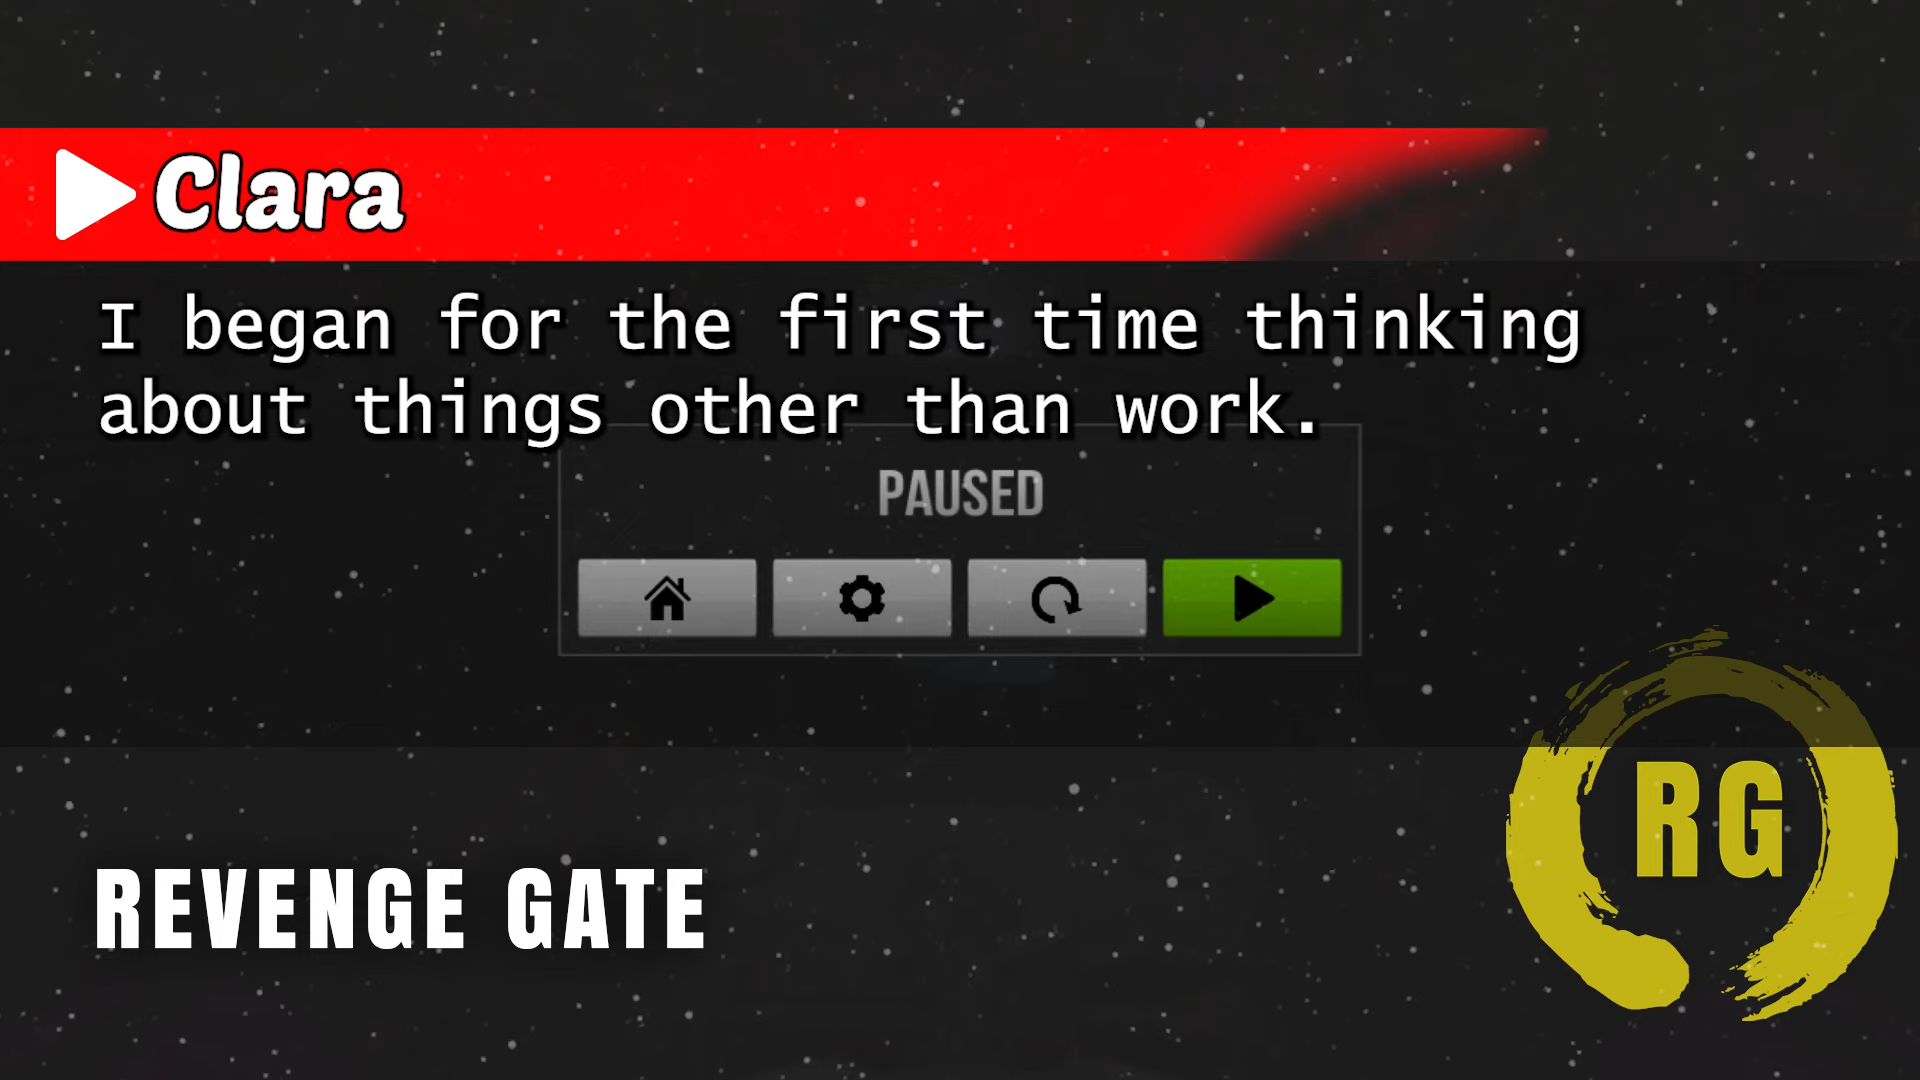 Clara
I began for the first time thinking
about things other than work.
PAUSED
RG
REVENGE GATE